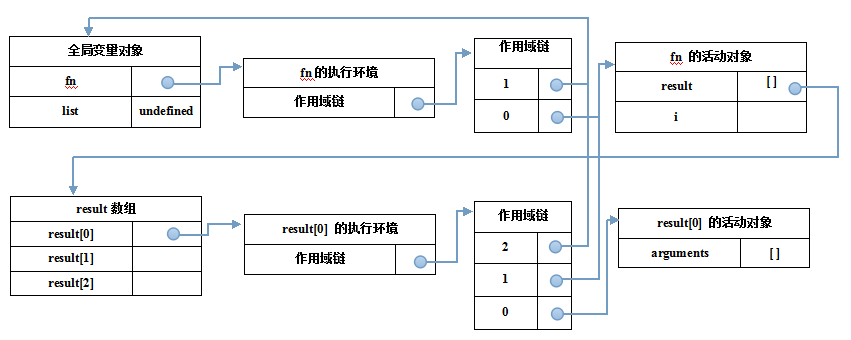 全局变量对象
fn
list undefined
fn的执行环境
作用域链
作用域链
1
0
fn 的活动对象
result [ ]
i
result 数组
result[0]
result[1]
result[2]
result[0] 的执行环境
作用域链
作用域链
2
1
0
result[0] 的活动对象
arguments [ ]